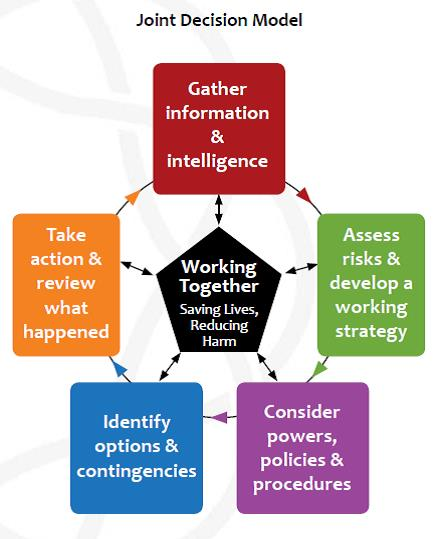 Joint Decision Model
Gather
information
&
intelligence
Assess
risks &
develop a
working
strategy
Consider
powers,
policies &
procedures
Identify
options &
contingencies
Take
action &
review
what
happened
Working
Together
Saving Lives,
Reducing
Harm